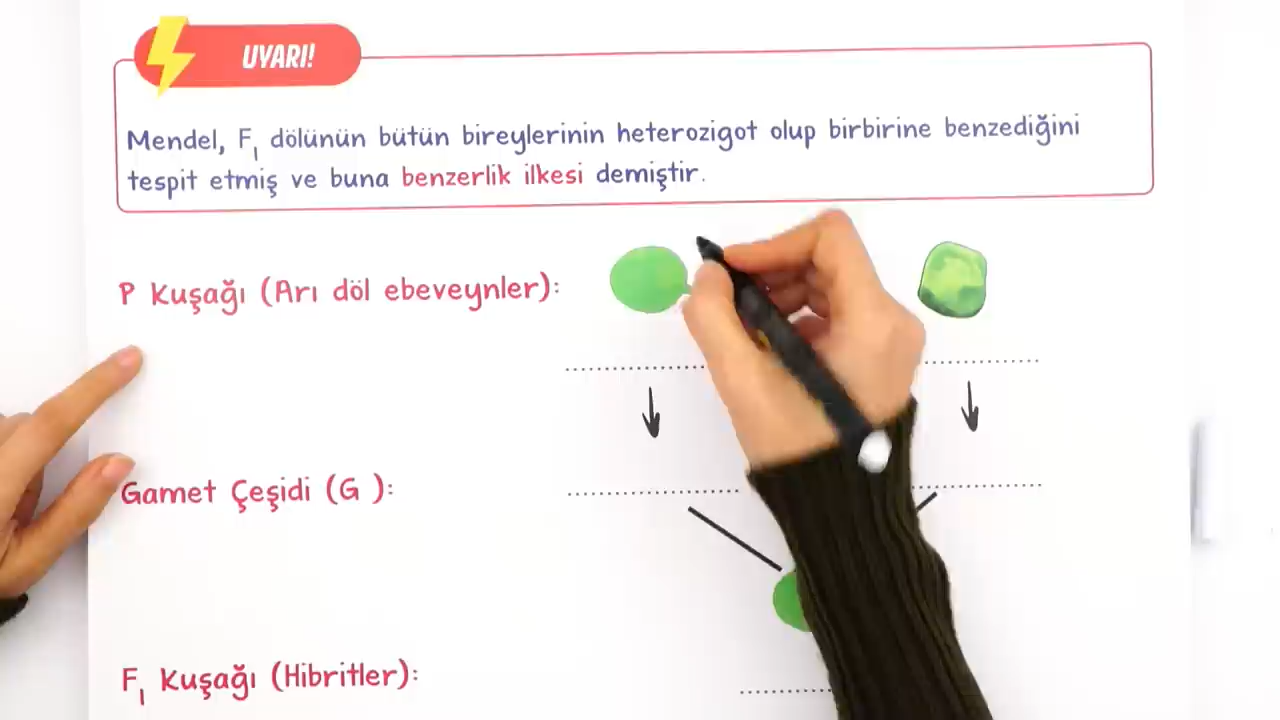 UYARI!
Mendel, F₁ dölünün bütün bireylerinin heterozigot olup birbirine benzediğini
tespit etmiş ve buna benzerlik ilkesi demiştir.
P Kuşağı (Arı döl ebeveynler):
Gamet Çeşidi (G ):
F₁ Kuşağı (Hibritler):